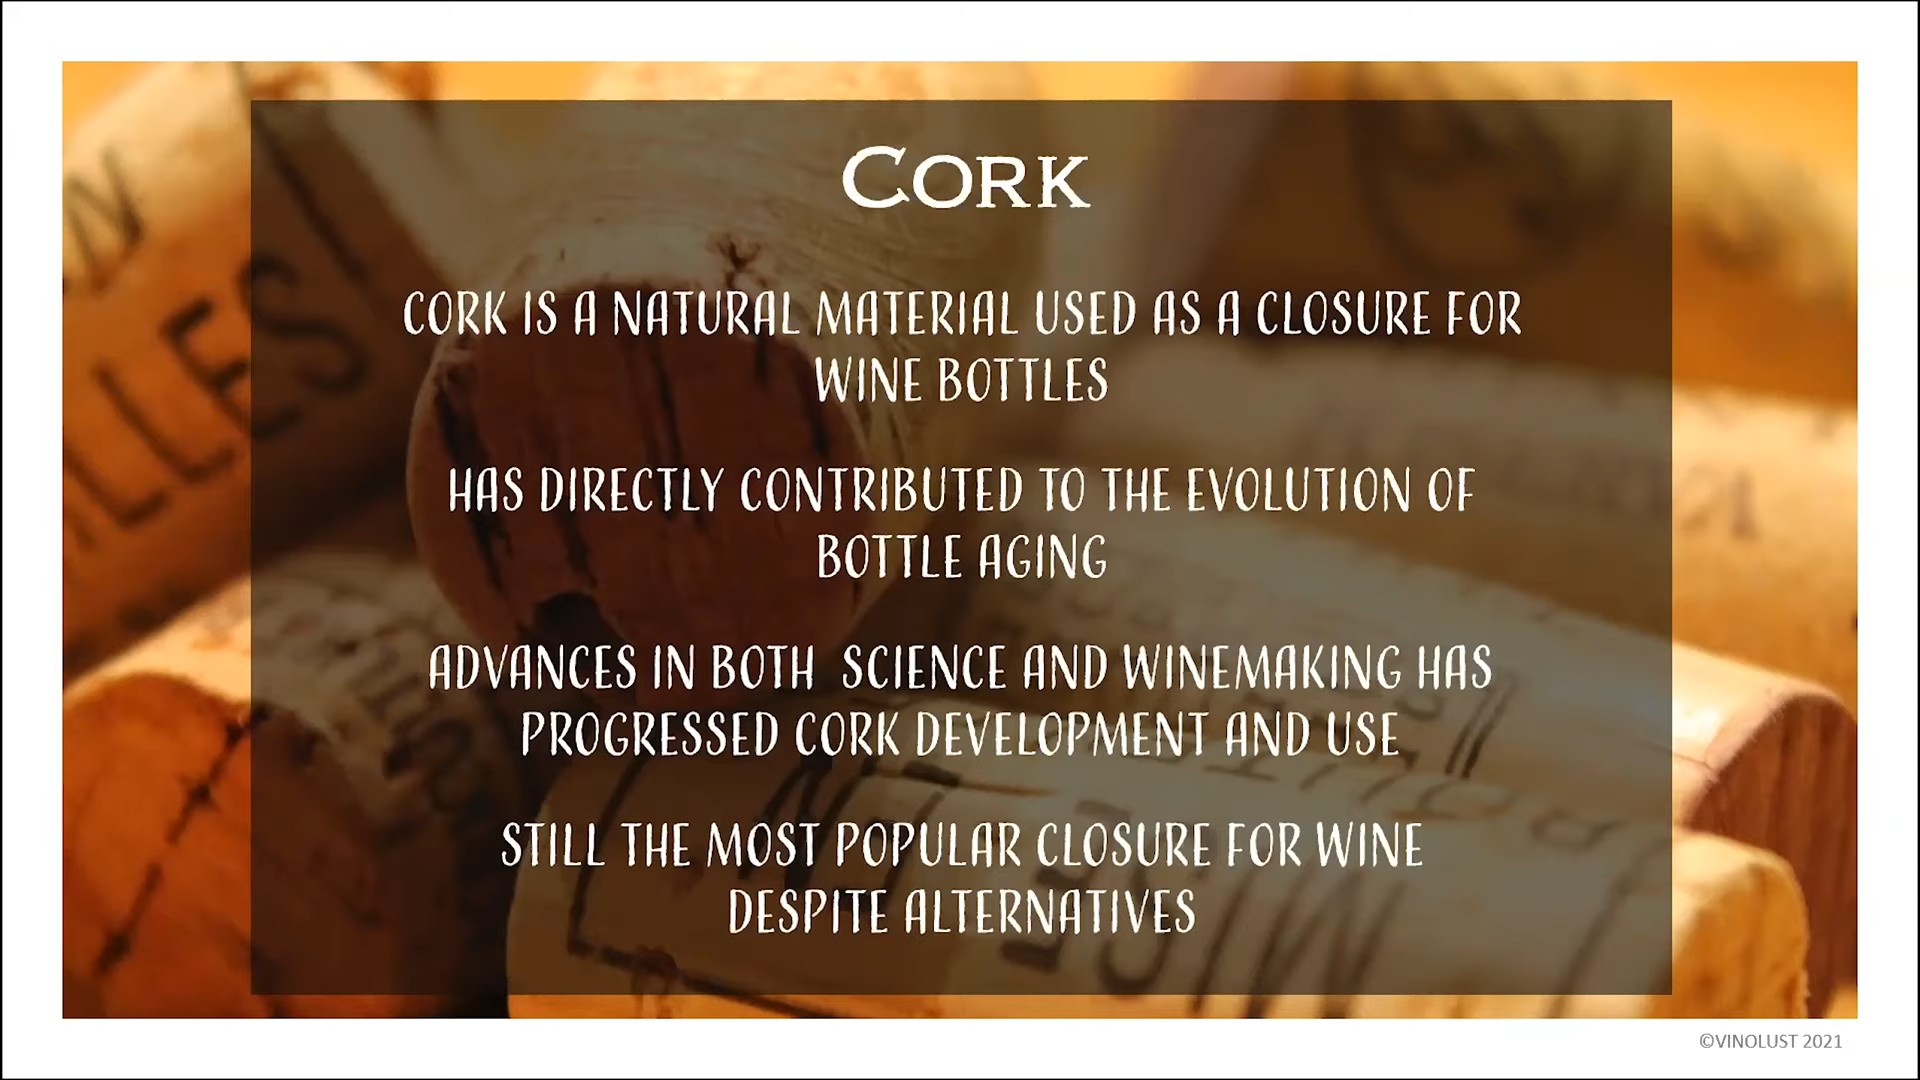 CORK
CORK IS A NATURAL MATERIAL USED AS A CLOSURE FOR
WINE BOTTLES
HAS DIRECTLY CONTRIBUTED TO THE EVOLUTION OF
BOTTLE AGING
ADVANCES IN BOTH SCIENCE AND WINEMAKING HAS
PROGRESSED CORK DEVELOPMENT AND USE
STILL THE MOST POPULAR CLOSURE FOR WINE
DESPITE ALTERNATIVES
©VINOLUST 2021